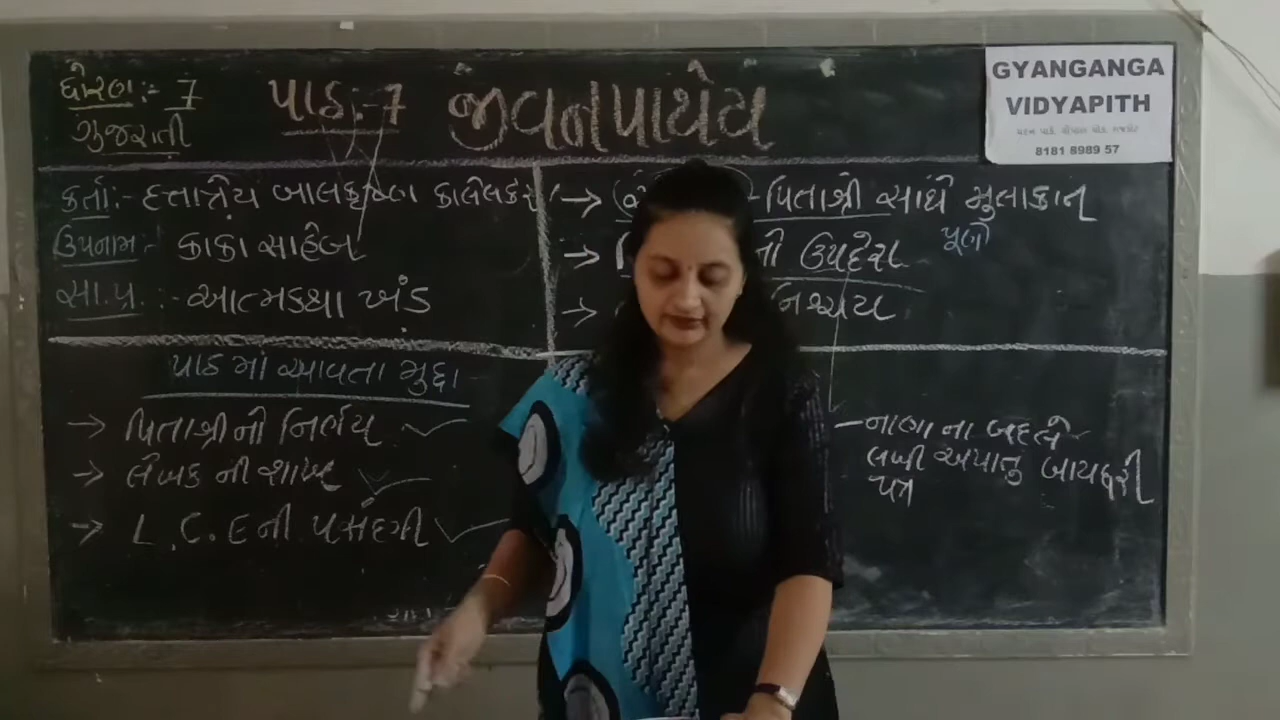 ધોરણ:- 7
ગુજરાતી
પાઠ:-7 જીવનપાથેય
GYANGANGA
VIDYAPITH
8181 8989 57
કર્તા:- દત્તાત્રેય બાલકૃષ્ણ કાલેલકર
ઉપનામ:- કાકા સાહેબ
સા.પ્ર. :- આત્મકથા ખંડ
→ - પિતાશ્રી સાથે મુલાકાત
પૂણે
→ નો ઉપદેશ
→ નિશ્ચય
પાઠ માં આવતા મુદ્દા
→ પિતાશ્રીનો નિર્ણય
→ લેખક ની શાખ
→ L.C.E ની પસંદગી
- નાણા ના બદલે
લખી અપાતુ બાયધરી
પત્ર